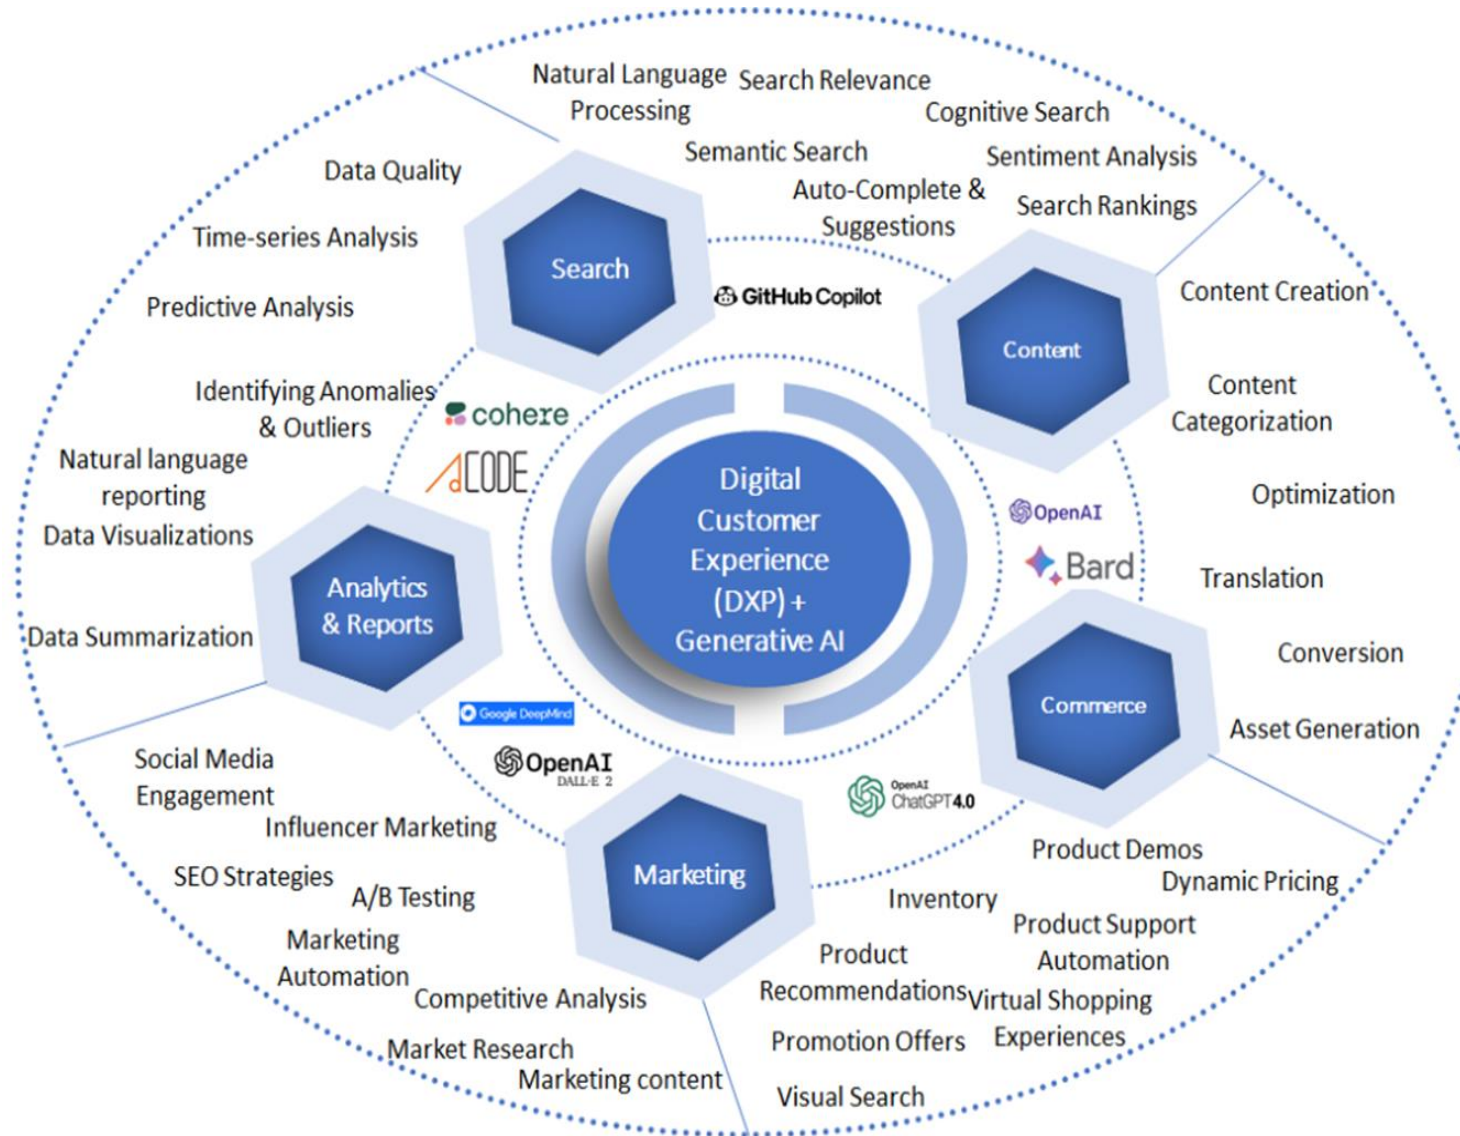 Natural Language
Processing
Search Relevance
Cognitive Search
Semantic Search
Sentiment Analysis
Auto-Complete &
Suggestions
Search Rankings
Data Quality
Time-series Analysis
Predictive Analysis
Identifying Anomalies
& Outliers
Natural language
reporting
Data Visualizations
Data Summarization
Search
GitHub Copilot
Content
Content Creation
Content
Categorization
Optimization
Translation
Conversion
Asset Generation
cohere
CODE
Digital
Customer
Experience
(DXP) +
Generative AI
OpenAI
Bard
Analytics
& Reports
Commerce
Google DeepMind
OpenAI
DALL·E 2
OpenAI
ChatGPT 4.0
Marketing
Social Media
Engagement
Influencer Marketing
SEO Strategies
A/B Testing
Marketing
Automation
Competitive Analysis
Market Research
Marketing content
Product Demos
Dynamic Pricing
Inventory
Product Support
Automation
Product
Recommendations
Virtual Shopping
Experiences
Promotion Offers
Visual Search